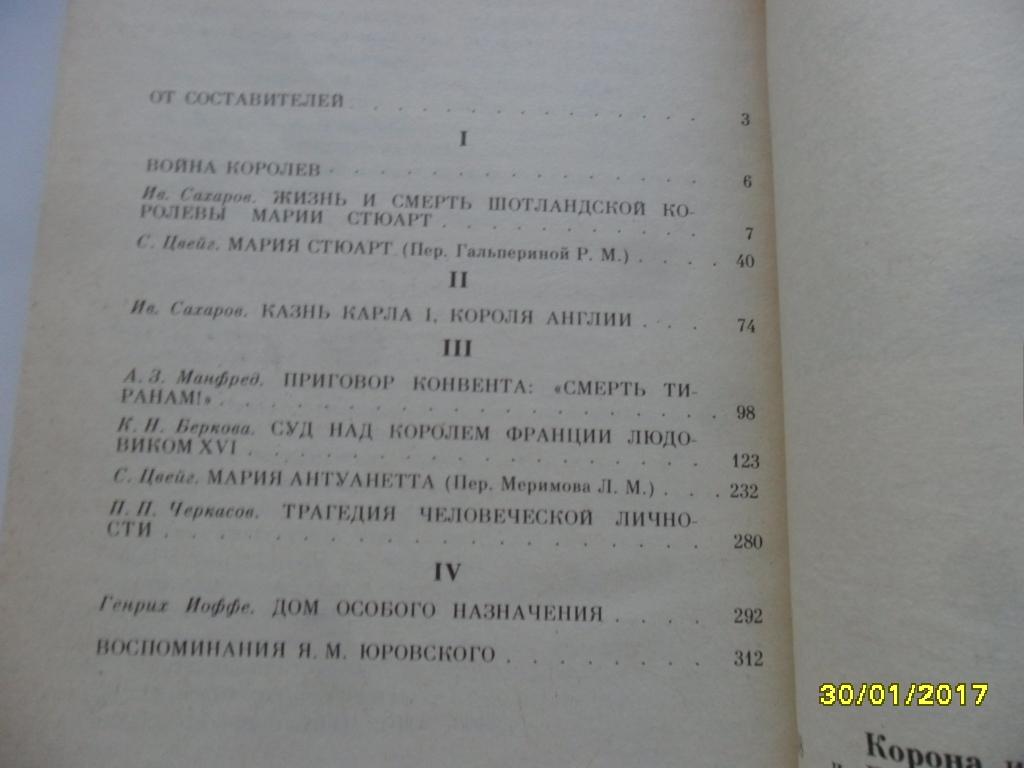 ОТ СОСТАВИТЕЛЕЙ . . . . . . . . . . . . . . . 3
I
ВОЙНА КОРОЛЕВ . . . . . . . . . . . . . . . . 6
Ив. Сахаров. ЖИЗНЬ И СМЕРТЬ ШОТЛАНДСКОЙ КО-
РОЛЕВЫ МАРИИ СТЮАРТ . . . . . . . . . . . 7
С. Цвейг. МАРИЯ СТЮАРТ (Пер. Гальпериной Р. М.) . . . . 40
II
Ив. Сахаров. КАЗНЬ КАРЛА I, КОРОЛЯ АНГЛИИ . . . 74
III
А. З. Манфред. ПРИГОВОР КОНВЕНТА: «СМЕРТЬ ТИ-
РАНАМ!» . . . . . . . . . . . . . . . . . . . . 98
К. Н. Беркова. СУД НАД КОРОЛЕМ ФРАНЦИИ ЛЮДО-
ВИКОМ XVI . . . . . . . . . . . . . . . . . 123
С. Цвейг. МАРИЯ АНТУАНЕТТА (Пер. Меримова Л. М.) . . . 232
П. П. Черкасов. ТРАГЕДИЯ ЧЕЛОВЕЧЕСКОЙ ЛИЧНО-
СТИ . . . . . . . . . . . . . . . . . . . . 280
IV
Генрих Иоффе. ДОМ ОСОБОГО НАЗНАЧЕНИЯ . . . . 292
ВОСПОМИНАНИЯ Я. М. ЮРОВСКОГО . . . . . . . . 312
30/01/2017
Корона и